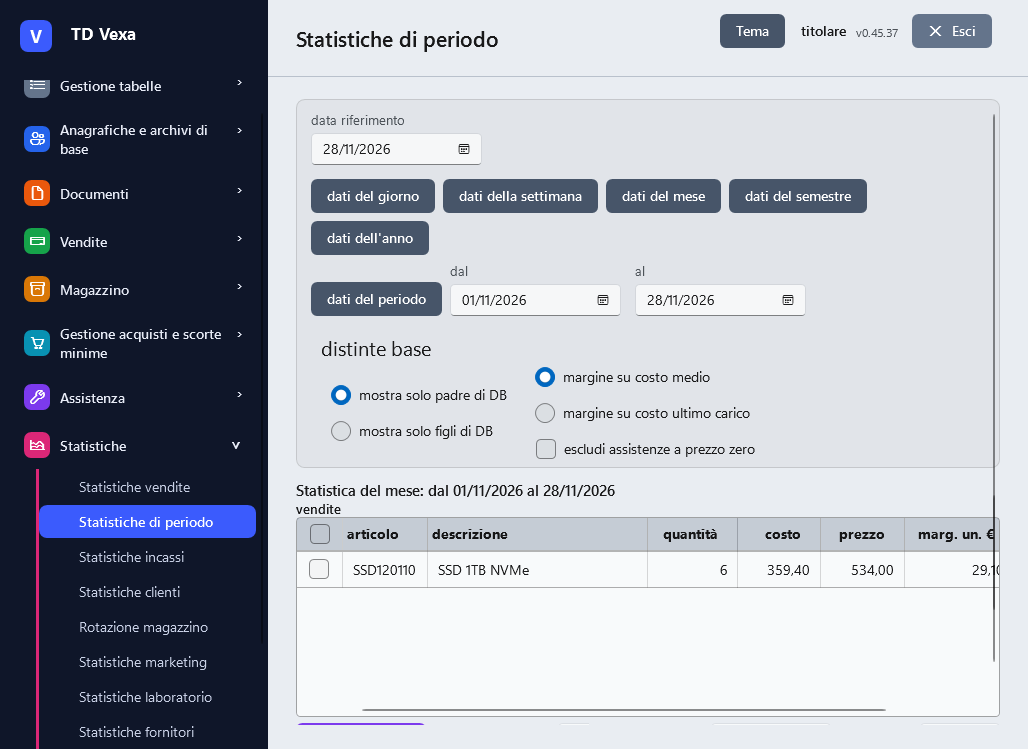 V TD Vexa
Gestione tabelle
Anagrafiche e archivi di
base
Documenti
Vendite
Magazzino
Gestione acquisti e scorte
minime
Assistenza
Statistiche
Statistiche vendite
Statistiche di periodo
Statistiche incassi
Statistiche clienti
Rotazione magazzino
Statistiche marketing
Statistiche laboratorio
Statistiche fornitori
Statistiche di periodo
Tema titolare v0.45.37 Esci
data riferimento
28/11/2026
dati del giorno dati della settimana dati del mese dati del semestre
dati dell'anno
dal al
dati del periodo 01/11/2026 28/11/2026
distinte base
mostra solo padre di DB
mostra solo figli di DB
margine su costo medio
margine su costo ultimo carico
escludi assistenze a prezzo zero
Statistica del mese: dal 01/11/2026 al 28/11/2026
vendite
articolo descrizione quantità costo prezzo marg. un. €
SSD120110 SSD 1TB NVMe 6 359,40 534,00 29,10